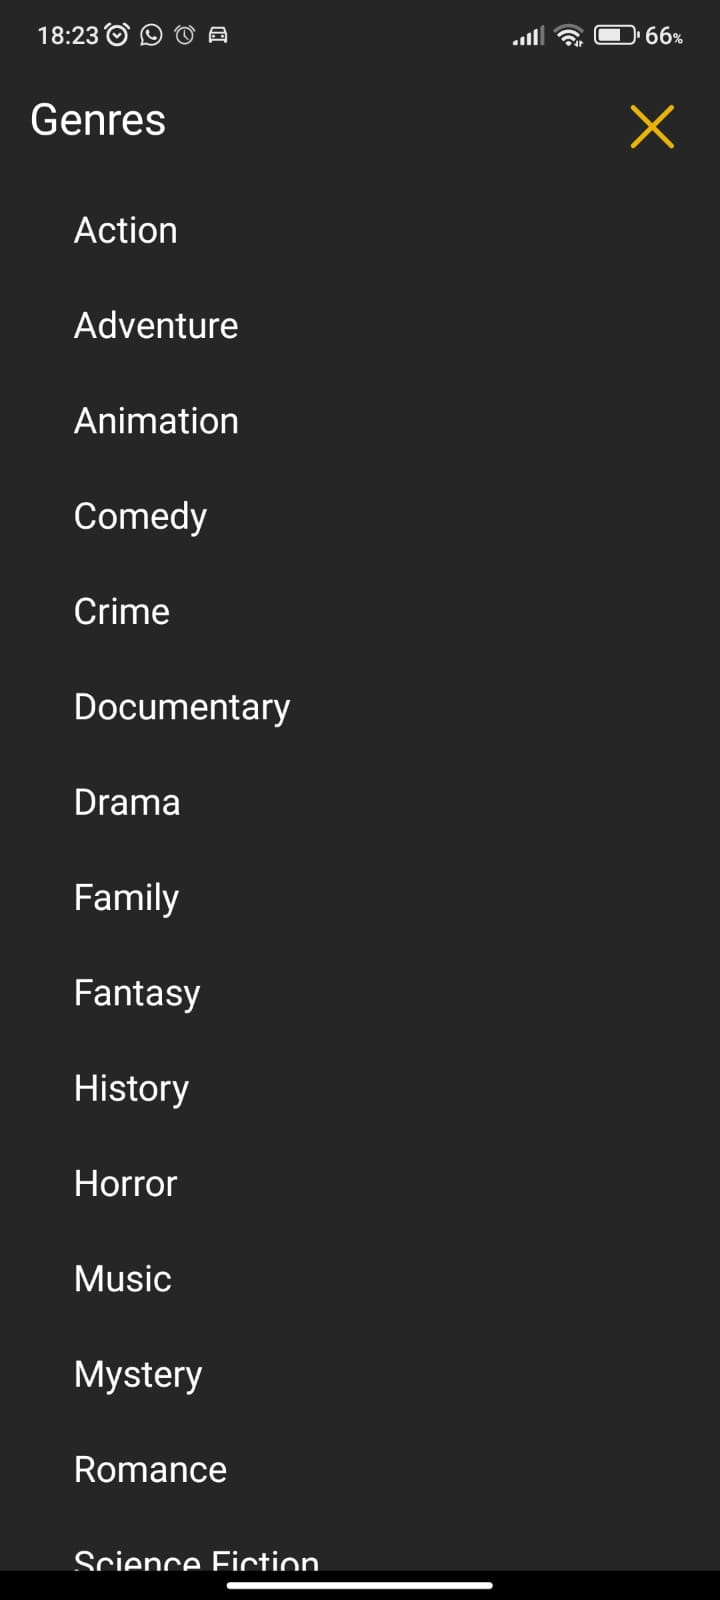 18:23 66%
Genres
Action
Adventure
Animation
Comedy
Crime
Documentary
Drama
Family
Fantasy
History
Horror
Music
Mystery
Romance
Science Fiction